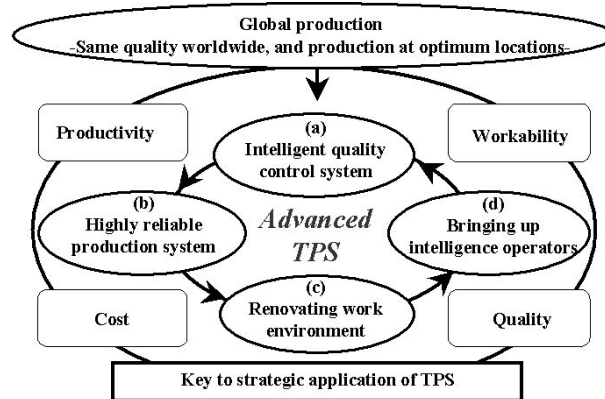 Global production
-Same quality worldwide, and production at optimum locations-
Productivity
Workability
(a)
Intelligent quality
control system
(b)
Highly reliable
production system
Advanced
TPS
(d)
Bringing up
intelligence operators
(c)
Renovating work
environment
Cost
Quality
Key to strategic application of TPS